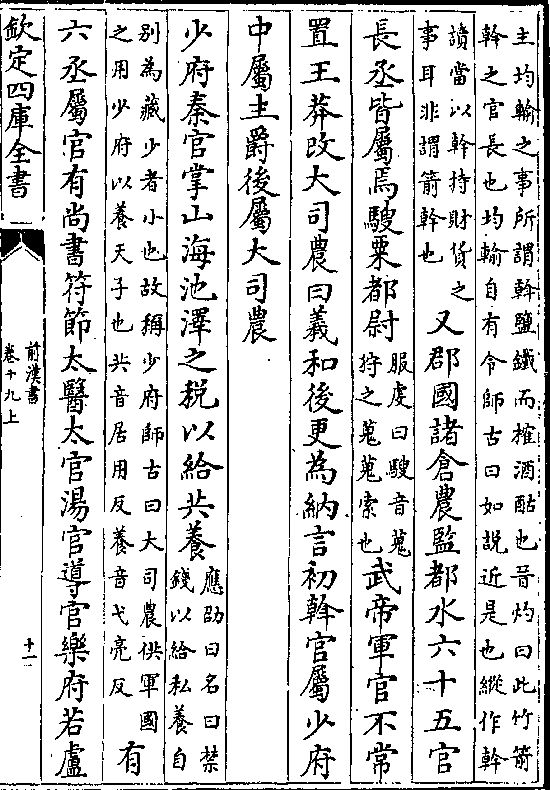 主均輸之事所謂斡鹽鐵而榷酒酤也晉灼曰此竹箭
幹之官長也均輸自有令師古曰如說近是也縱作幹
讀當以幹持財貨之
事耳非謂箭幹也
又郡國諸倉農監都水六十五官
長丞皆屬焉騪粟都尉
服虔曰騪音蒐
狩之蒐蒐索也
武帝軍官不常
置王莽改大司農曰羲和後更為納言初斡官屬少府
中屬主爵後屬大司農
少府秦官掌山海池澤之稅以給共養
應劭曰名曰禁
錢以給私養自
別為藏少者小也故稱少府師古曰大司農供軍國
之用少府以養天子也共音居用反養音弋亮反
有
六丞屬官有尚書符節太醫太官湯官導官樂府若盧
欽定四庫全書
前漢書
卷十九上
十一